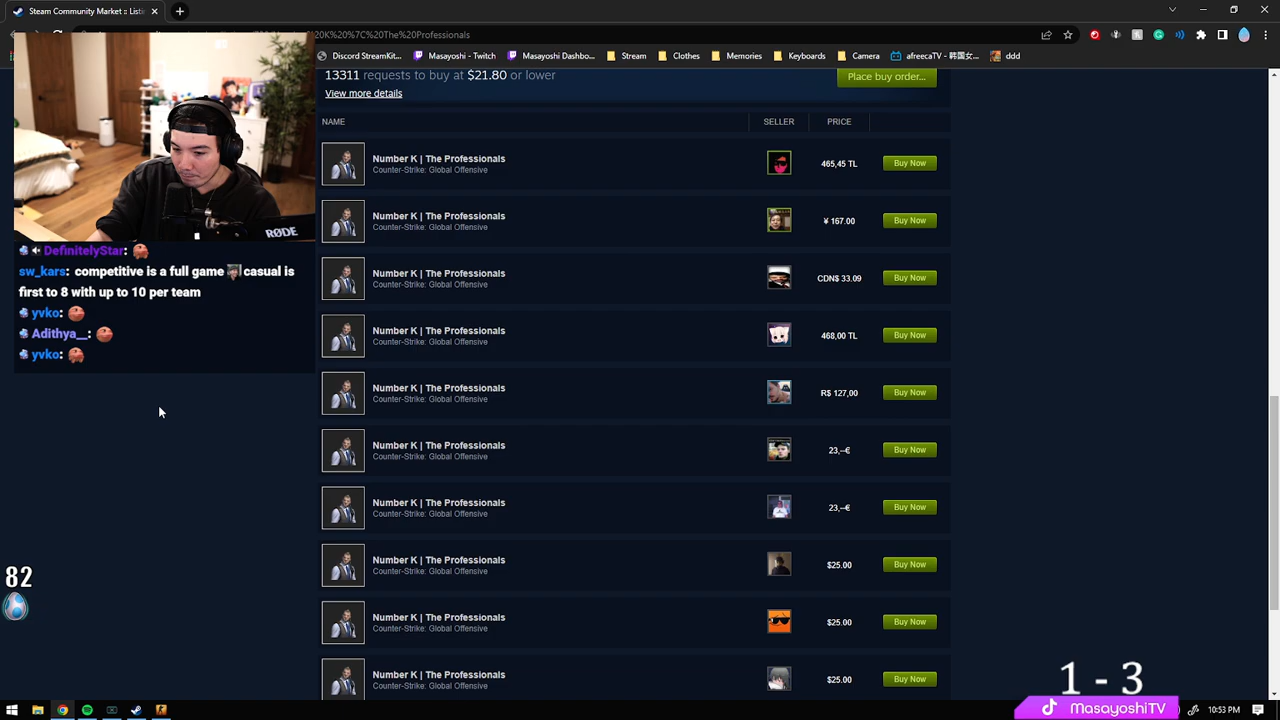 Steam Community
K%20%7C%20The%20Professionals
Discord StreamKit...
Masayoshi - Twitch
Masayoshi Dashbo...
Stream
Clothes
Memories
Keyboards
Camera
afreecaTV - 韩国女...
ddd
13311 requests to buy at $21.80 or lower
Place buy order...
View more details
NAME SELLER PRICE
Number K | The Professionals
Counter-Strike: Global Offensive
465,45 TL
Buy Now
Number K | The Professionals
Counter-Strike: Global Offensive
¥ 167.00
Buy Now
Number K | The Professionals
Counter-Strike: Global Offensive
CDN$ 33.09
Buy Now
Number K | The Professionals
Counter-Strike: Global Offensive
468,00 TL
Buy Now
Number K | The Professionals
Counter-Strike: Global Offensive
R$ 127,00
Buy Now
Number K | The Professionals
Counter-Strike: Global Offensive
23,--€
Buy Now
Number K | The Professionals
Counter-Strike: Global Offensive
23,--€
Buy Now
Number K | The Professionals
Counter-Strike: Global Offensive
$25.00
Buy Now
Number K | The Professionals
Counter-Strike: Global Offensive
$25.00
Buy Now
Number K | The Professionals
Counter-Strike: Global Offensive
$25.00
Buy Now
RØDE
DefinitelyStar:
sw_kars: competitive is a full game casual is
first to 8 with up to 10 per team
yvko:
Adithya__:
yvko:
82
1 - 3
MasayoshiTV
10:53 PM